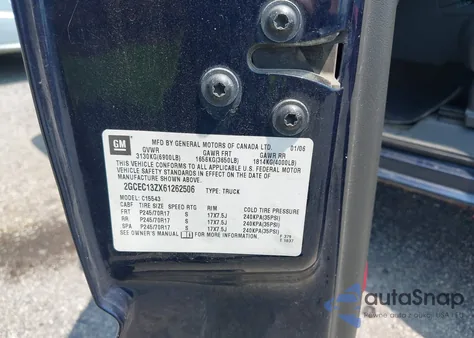 GM
MFD BY GENERAL MOTORS OF CANADA LTD. 01/06
GVWR GAWR FRT GAWR RR
3130KG(6900LB) 1656KG(3650LB) 1814KG(4000LB)
THIS VEHICLE CONFORMS TO ALL APPLICABLE U.S. FEDERAL MOTOR
VEHICLE SAFETY AND THEFT PREVENTION STANDARDS IN EFFECT ON THE DATE
OF MANUFACTURE SHOWN ABOVE.
2GCEC13ZX61262506 TYPE: TRUCK
MODEL: C15543
TIRE SIZE SPEED RTG RIM COLD TIRE PRESSURE
FRT P245/70R17 S 17X7.5J 240KPA(35PSI)
RR P245/70R17 S 17X7.5J 240KPA(35PSI)
SPA P245/70R17 S 17X7.5J 240KPA(35PSI)
SEE OWNER'S MANUAL FOR MORE INFORMATION.
autoSnap